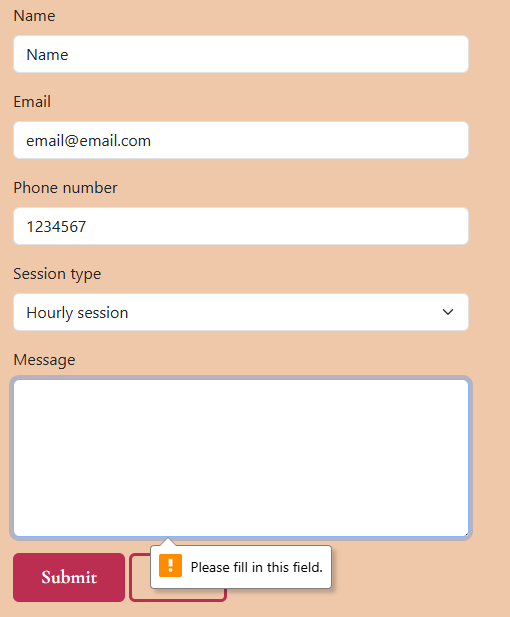 Name
Name
Email
email@email.com
Phone number
1234567
Session type
Hourly session
Message
Please fill in this field.
Submit